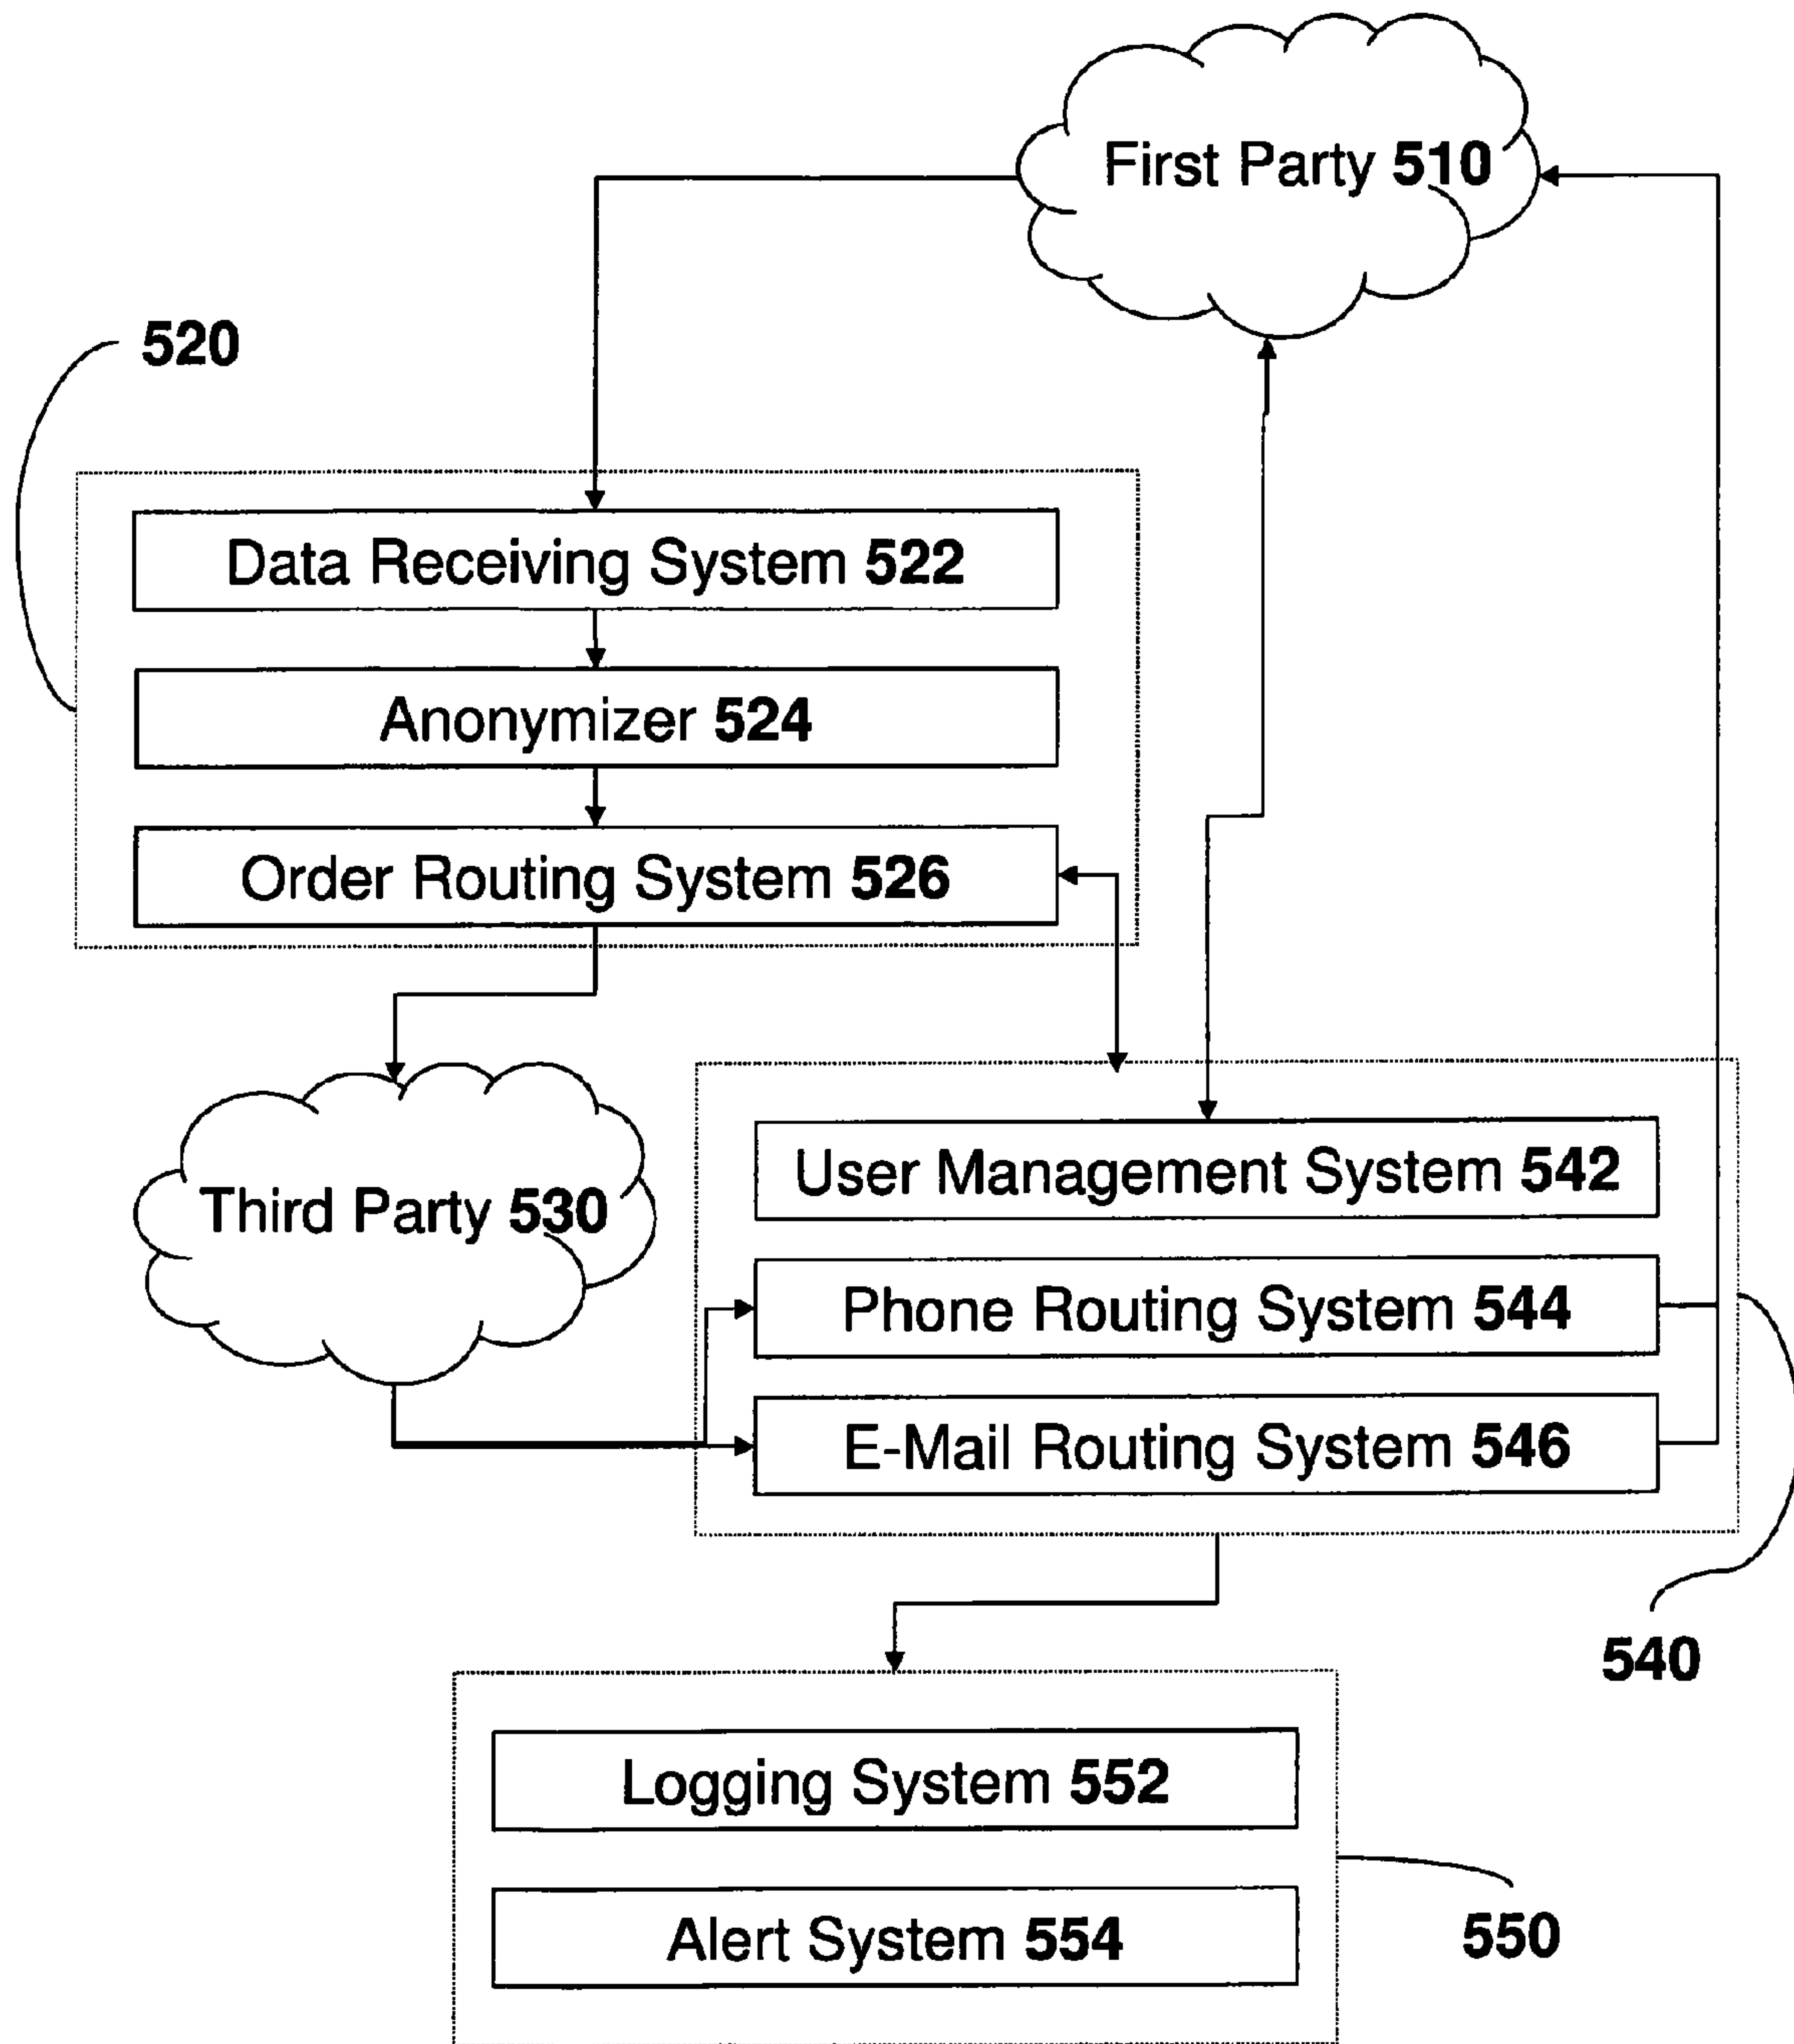 First Party 510
520
Data Receiving System 522
Anonymizer 524
Order Routing System 526
Third Party 530
User Management System 542
Phone Routing System 544
E-Mail Routing System 546
540
Logging System 552
Alert System 554
550